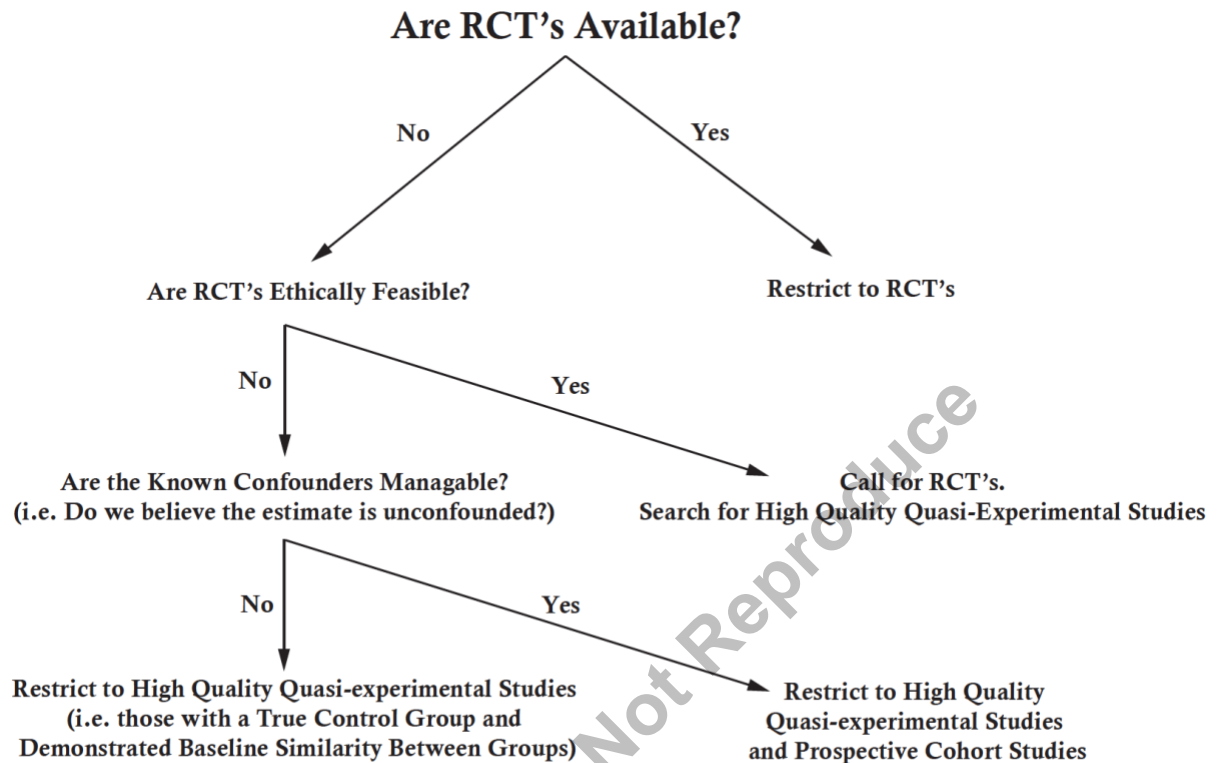 Are RCT's Available?
No
Yes
Are RCT's Ethically Feasible?
Restrict to RCT's
No
Yes
Are the Known Confounders Managable?
(i.e. Do we believe the estimate is unconfounded?)
Call for RCT's.
Search for High Quality Quasi-Experimental Studies
No
Yes
Restrict to High Quality Quasi-experimental Studies
(i.e. those with a True Control Group and
Demonstrated Baseline Similarity Between Groups)
Restrict to High Quality
Quasi-experimental Studies
and Prospective Cohort Studies
Not Reproduce